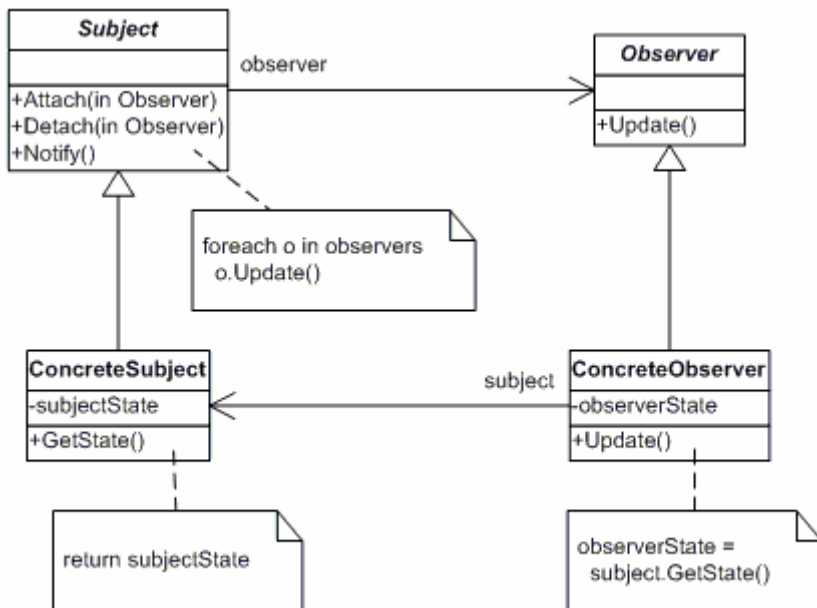 Subject
+Attach(in Observer)
+Detach(in Observer)
+Notify()
observer
Observer
+Update()
foreach o in observers
o.Update()
ConcreteSubject
-subjectState
+GetState()
subject
ConcreteObserver
-observerState
+Update()
return subjectState
observerState =
subject.GetState()